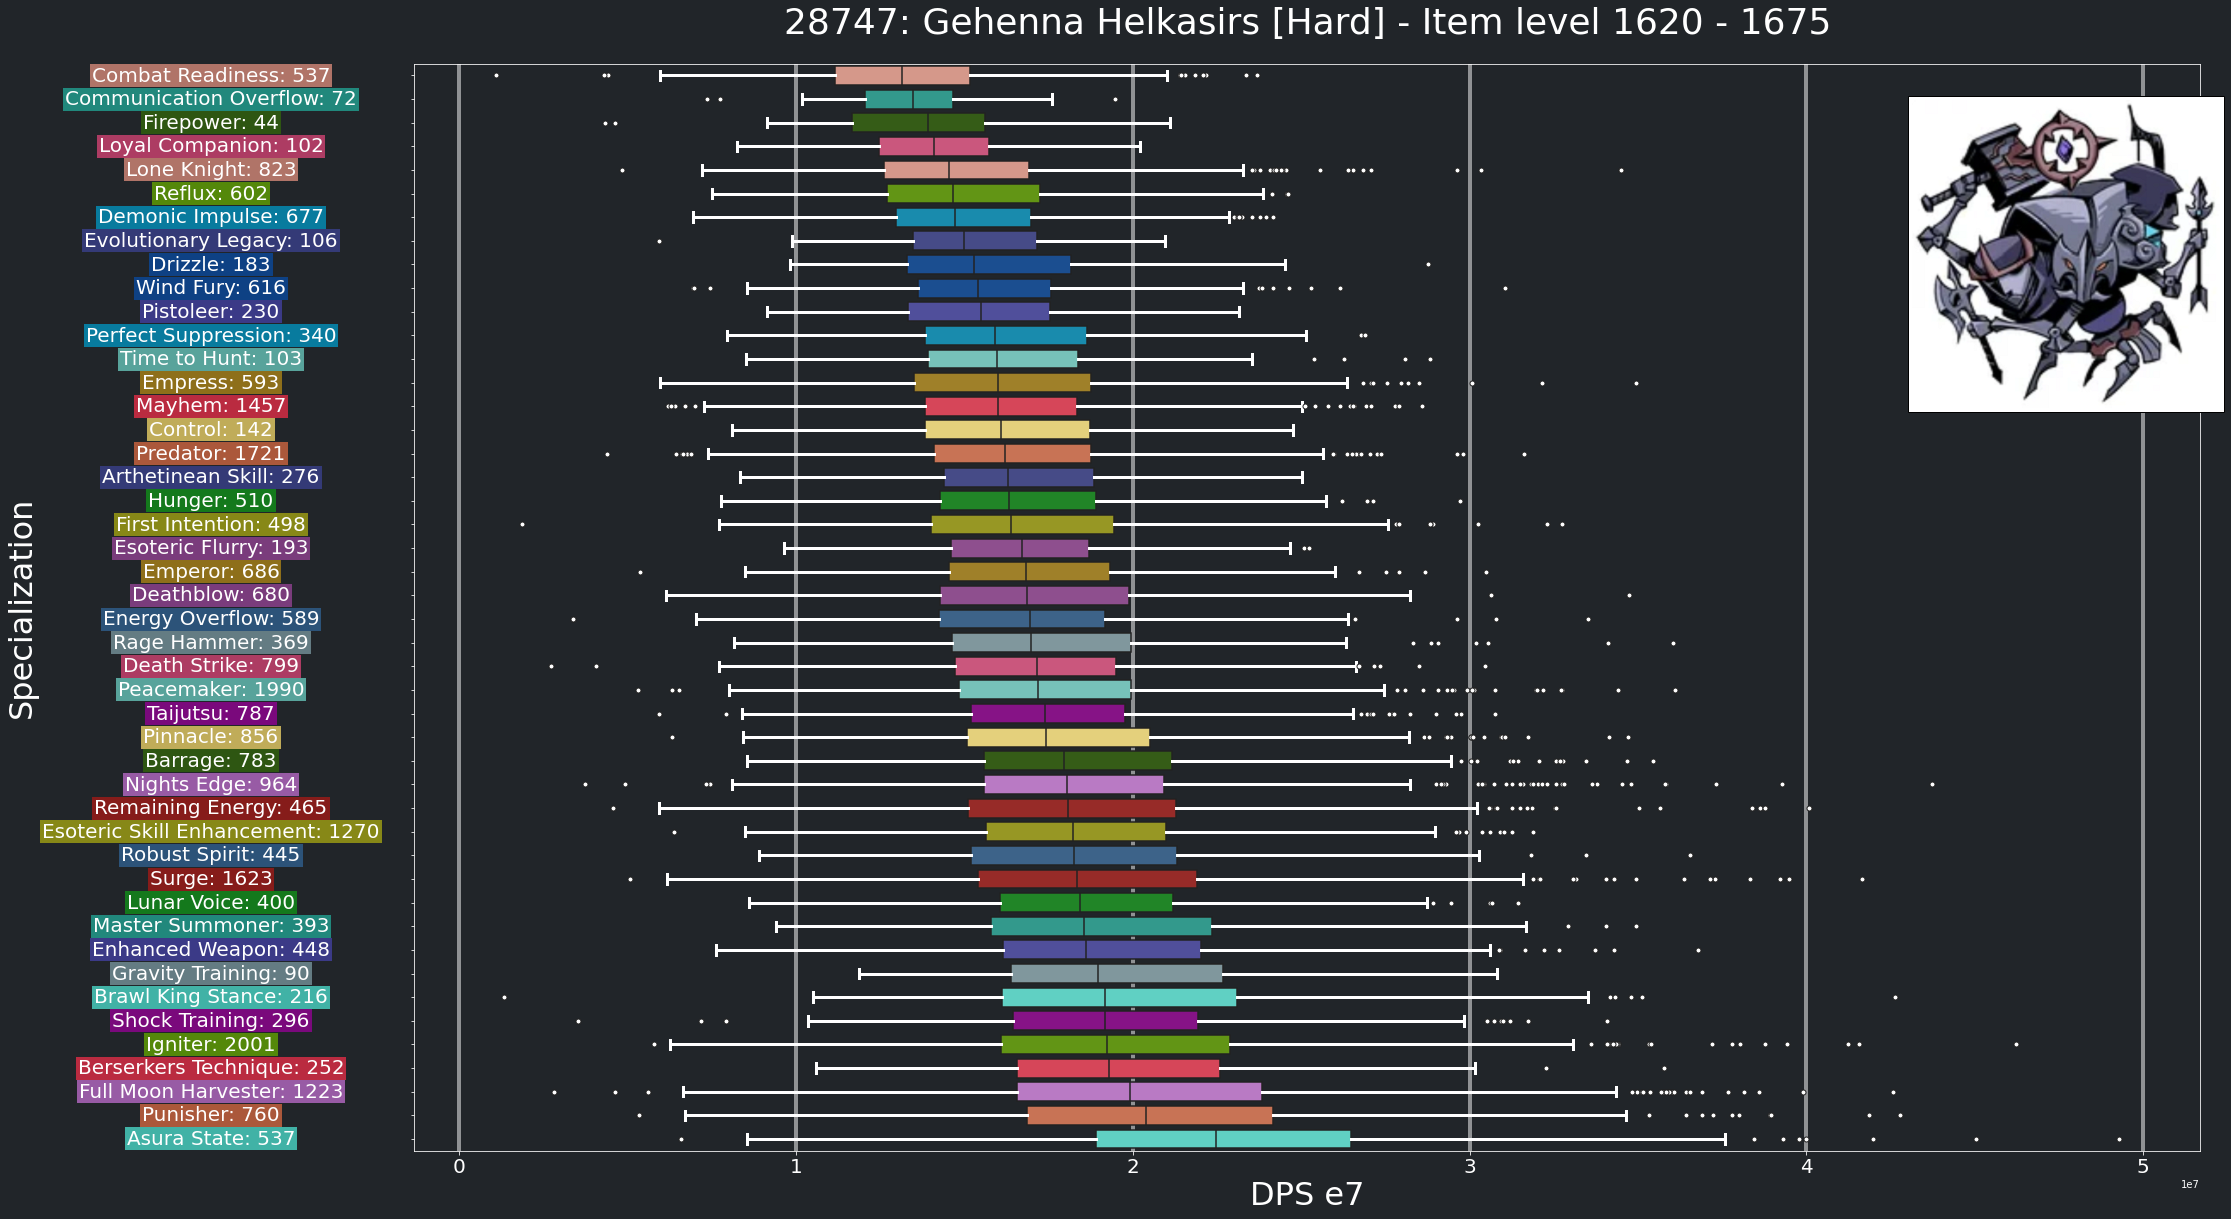 28747: Gehenna Helkasirs [Hard] - Item level 1620 - 1675
Specialization
Combat Readiness: 537
Communication Overflow: 72
Firepower: 44
Loyal Companion: 102
Lone Knight: 823
Reflux: 602
Demonic Impulse: 677
Evolutionary Legacy: 106
Drizzle: 183
Wind Fury: 616
Pistoleer: 230
Perfect Suppression: 340
Time to Hunt: 103
Empress: 593
Mayhem: 1457
Control: 142
Predator: 1721
Arthetinean Skill: 276
Hunger: 510
First Intention: 498
Esoteric Flurry: 193
Emperor: 686
Deathblow: 680
Energy Overflow: 589
Rage Hammer: 369
Death Strike: 799
Peacemaker: 1990
Taijutsu: 787
Pinnacle: 856
Barrage: 783
Nights Edge: 964
Remaining Energy: 465
Esoteric Skill Enhancement: 1270
Robust Spirit: 445
Surge: 1623
Lunar Voice: 400
Master Summoner: 393
Enhanced Weapon: 448
Gravity Training: 90
Brawl King Stance: 216
Shock Training: 296
Igniter: 2001
Berserkers Technique: 252
Full Moon Harvester: 1223
Punisher: 760
Asura State: 537
0 1 2 3 4 5
1e7
DPS e7